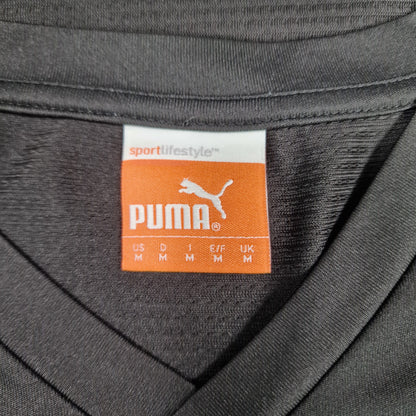 sportlifestyle™
PUMA®
US D I E/F UK
M M M M M